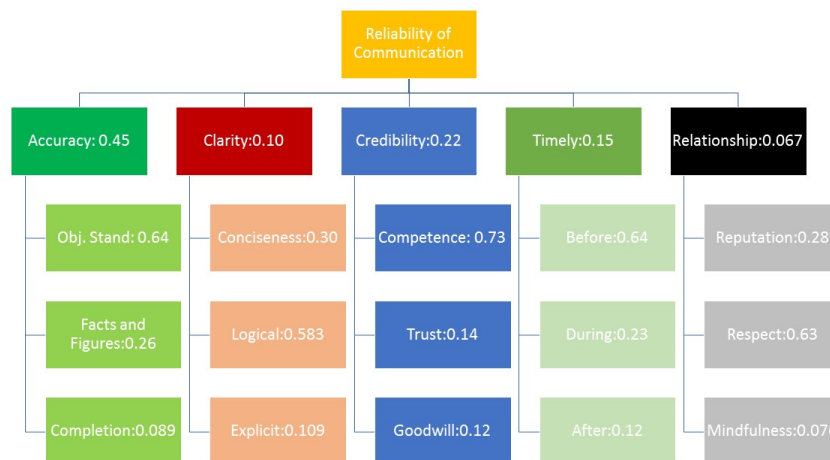 Reliability of
Communication
Accuracy: 0.45
Clarity:0.10
Credibility:0.22
Timely:0.15
Relationship:0.067
Obj. Stand: 0.64
Conciseness:0.30
Competence: 0.73
Before:0.64
Reputation:0.28
Facts and
Figures:0.26
Logical:0.583
Trust:0.14
During:0.23
Respect:0.63
Completion:0.089
Explicit:0.109
Goodwill:0.12
After:0.12
Mindfulness:0.07